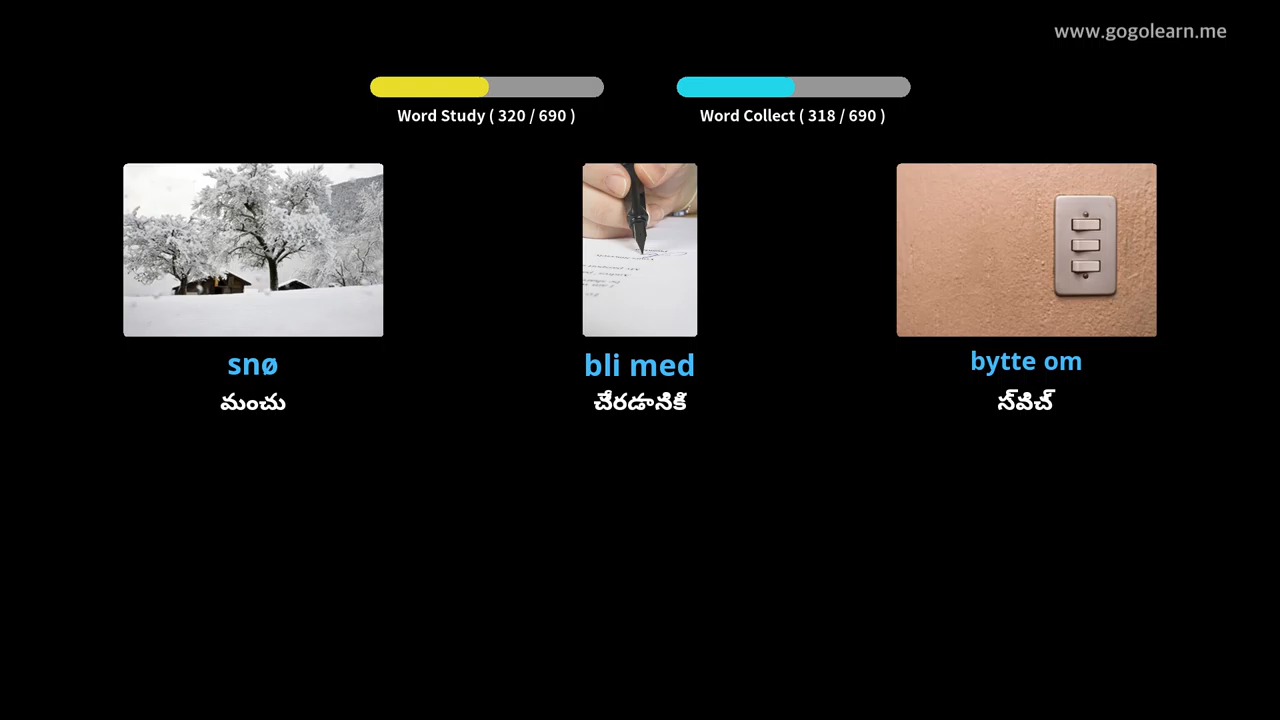 www.gogolearn.me
Word Study ( 320 / 690 )
Word Collect ( 318 / 690 )
snø
bli med
bytte om
మంచు
చేరడానికి
స్విచ్